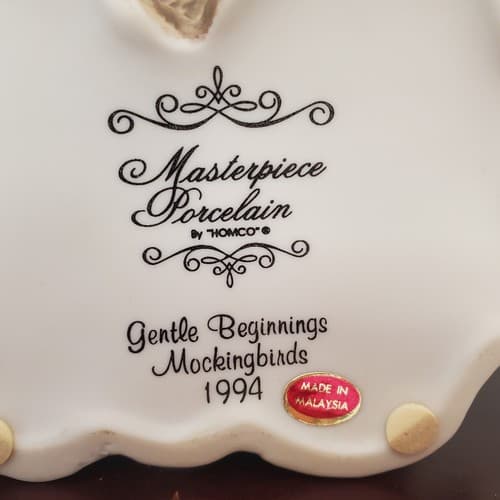 Masterpiece
Porcelain
By "HOMCO"®
Gentle Beginnings
Mockingbirds
1994
MADE IN
MALAYSIA